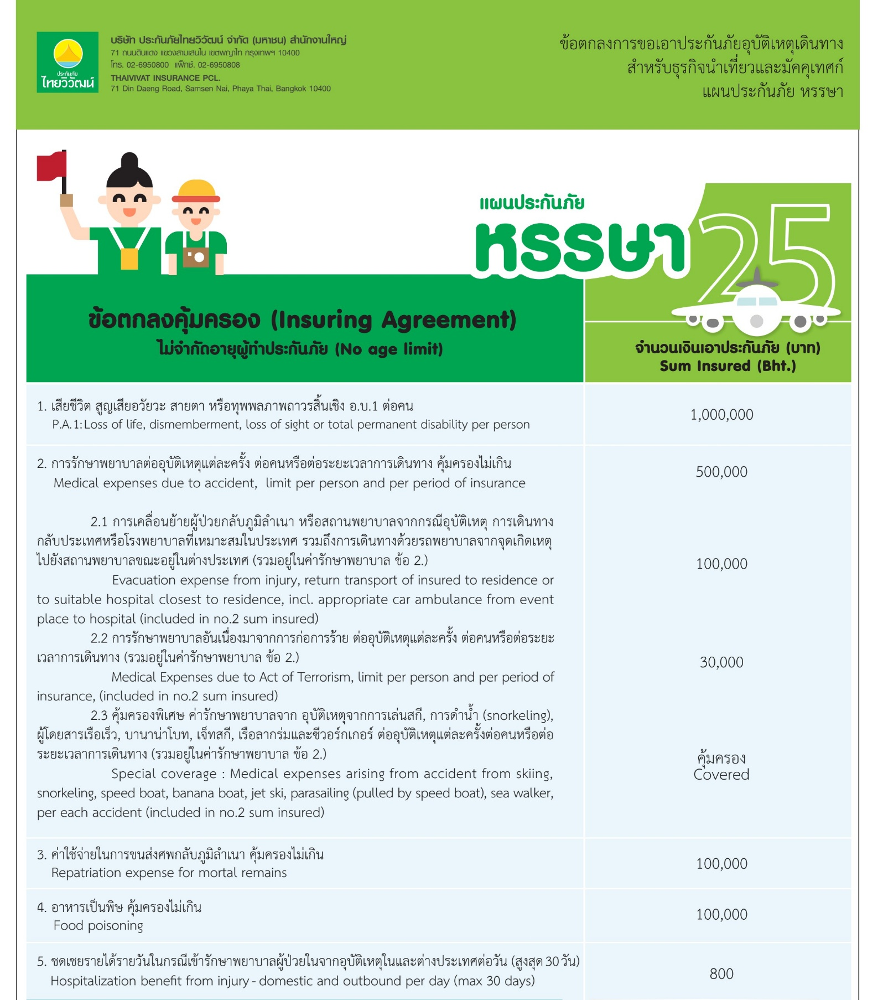 ประกันภัย
ไทยวิวัฒน์
บริษัท ประกันภัยไทยวิวัฒน์ จำกัด (มหาชน) สำนักงานใหญ่
71 ถนนดินแดง แขวงสามเสนใน เขตพญาไท กรุงเทพฯ 10400
โทร. 02-6950800 แฟ็กซ์. 02-6950808
THAIVIVAT INSURANCE PCL.
71 Din Daeng Road, Samsen Nai, Phaya Thai, Bangkok 10400
ข้อตกลงการขอเอาประกันภัยอุบัติเหตุเดินทาง
สำหรับธุรกิจนำเที่ยวและมัคคุเทศก์
แผนประกันภัย หรรษา
แผนประกันภัย
หรรษา 25
ข้อตกลงคุ้มครอง (Insuring Agreement)
ไม่จำกัดอายุผู้ทำประกันภัย (No age limit)
จำนวนเงินเอาประกันภัย (บาท)
Sum Insured (Bht.)
1. เสียชีวิต สูญเสียอวัยวะ สายตา หรือทุพพลภาพถาวรสิ้นเชิง อ.บ.1 ต่อคน
P.A.1:Loss of life, dismemberment, loss of sight or total permanent disability per person
1,000,000
2. การรักษาพยาบาลต่ออุบัติเหตุแต่ละครั้ง ต่อคนหรือต่อระยะเวลาการเดินทาง คุ้มครองไม่เกิน
Medical expenses due to accident, limit per person and per period of insurance
500,000
2.1 การเคลื่อนย้ายผู้ป่วยกลับภูมิลำเนา หรือสถานพยาบาลจากกรณีอุบัติเหตุ การเดินทาง
กลับประเทศหรือโรงพยาบาลที่เหมาะสมในประเทศ รวมถึงการเดินทางด้วยรถพยาบาลจากจุดเกิดเหตุ
ไปยังสถานพยาบาลขณะอยู่ในต่างประเทศ (รวมอยู่ในค่ารักษาพยาบาล ข้อ 2.)
Evacuation expense from injury, return transport of insured to residence or
to suitable hospital closest to residence, incl. appropriate car ambulance from event
place to hospital (included in no.2 sum insured)
100,000
2.2 การรักษาพยาบาลอันเนื่องมาจากการก่อการร้าย ต่ออุบัติเหตุแต่ละครั้ง ต่อคนหรือต่อระยะ
เวลาการเดินทาง (รวมอยู่ในค่ารักษาพยาบาล ข้อ 2.)
Medical Expenses due to Act of Terrorism, limit per person and per period of
insurance, (included in no.2 sum insured)
30,000
2.3 คุ้มครองพิเศษ ค่ารักษาพยาบาลจาก อุบัติเหตุจากการเล่นสกี, การดำน้ำ (snorkeling),
ผู้โดยสารเรือเร็ว, บานาน่าโบท, เจ็ทสกี, เรือลากร่มและซีวอร์กเกอร์ ต่ออุบัติเหตุแต่ละครั้งต่อคนหรือต่อ
ระยะเวลาการเดินทาง (รวมอยู่ในค่ารักษาพยาบาล ข้อ 2.)
Special coverage : Medical expenses arising from accident from skiing,
snorkeling, speed boat, banana boat, jet ski, parasailing (pulled by speed boat), sea walker,
per each accident (included in no.2 sum insured)
คุ้มครอง
Covered
3. ค่าใช้จ่ายในการขนส่งศพกลับภูมิลำเนา คุ้มครองไม่เกิน
Repatriation expense for mortal remains
100,000
4. อาหารเป็นพิษ คุ้มครองไม่เกิน
Food poisoning
100,000
5. ชดเชยรายได้รายวันในกรณีเข้ารักษาพยาบาลผู้ป่วยในจากอุบัติเหตุในและต่างประเทศต่อวัน (สูงสุด 30 วัน)
Hospitalization benefit from injury - domestic and outbound per day (max 30 days)
800